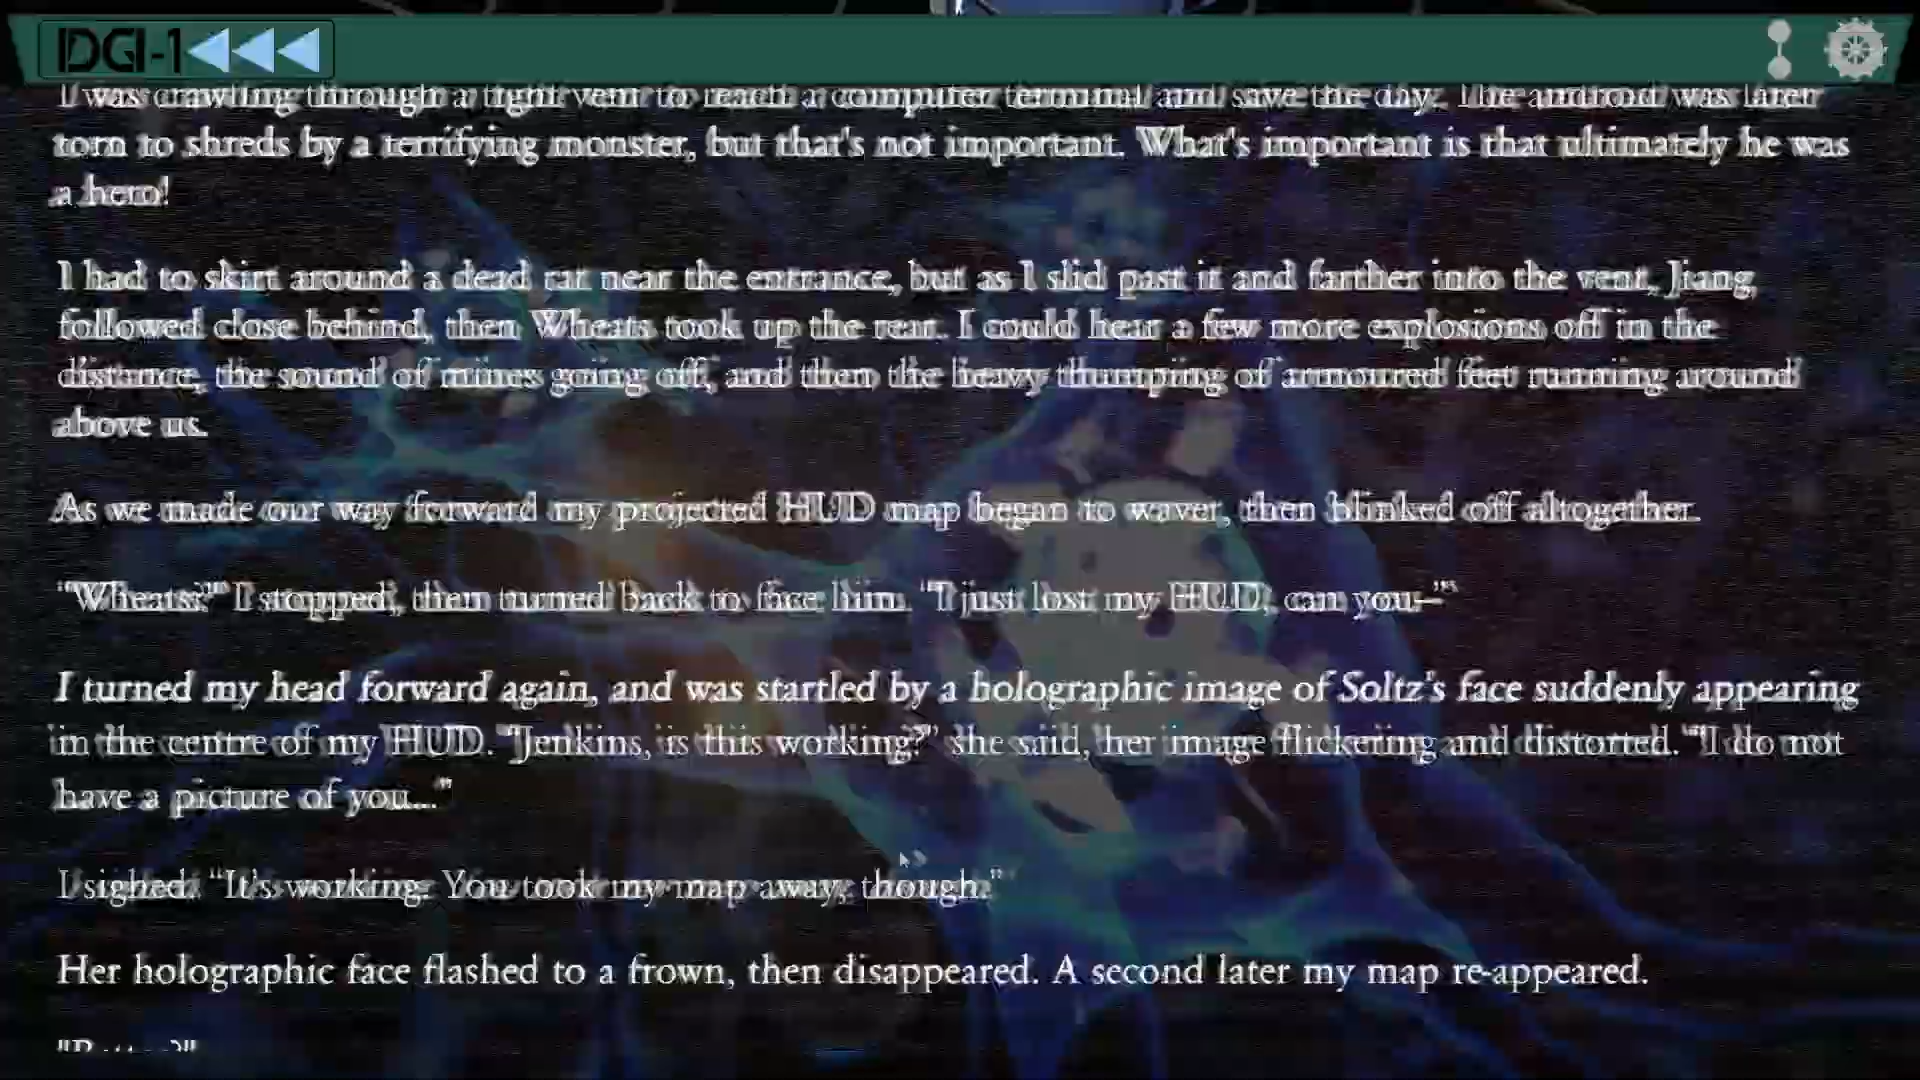 IDGI-1
I was crawling through a tight vent to reach a computer terminal and save the day. The android was later
torn to shreds by a terrifying monster, but that's not important. What's important is that ultimately he was
a hero!
I had to skirt around a dead rat near the entrance, but as I slid past it and farther into the vent, Jiang
followed close behind, then Wheats took up the rear. I could hear a few more explosions off in the
distance, the sound of mines going off, and then the heavy thumping of armoured feet running around
above us.
As we made our way forward my projected HUD map began to waver, then blinked off altogether.
“Wheats?” I stopped, then turned back to face him. “I just lost my HUD, can you—”
I turned my head forward again, and was startled by a holographic image of Soltz's face suddenly appearing
in the centre of my HUD. “Jenkins, is this working?” she said, her image flickering and distorted. “I do not
have a picture of you...”
I sighed. “It's working. You took my map away, though.”
Her holographic face flashed to a frown, then disappeared. A second later my map re-appeared.